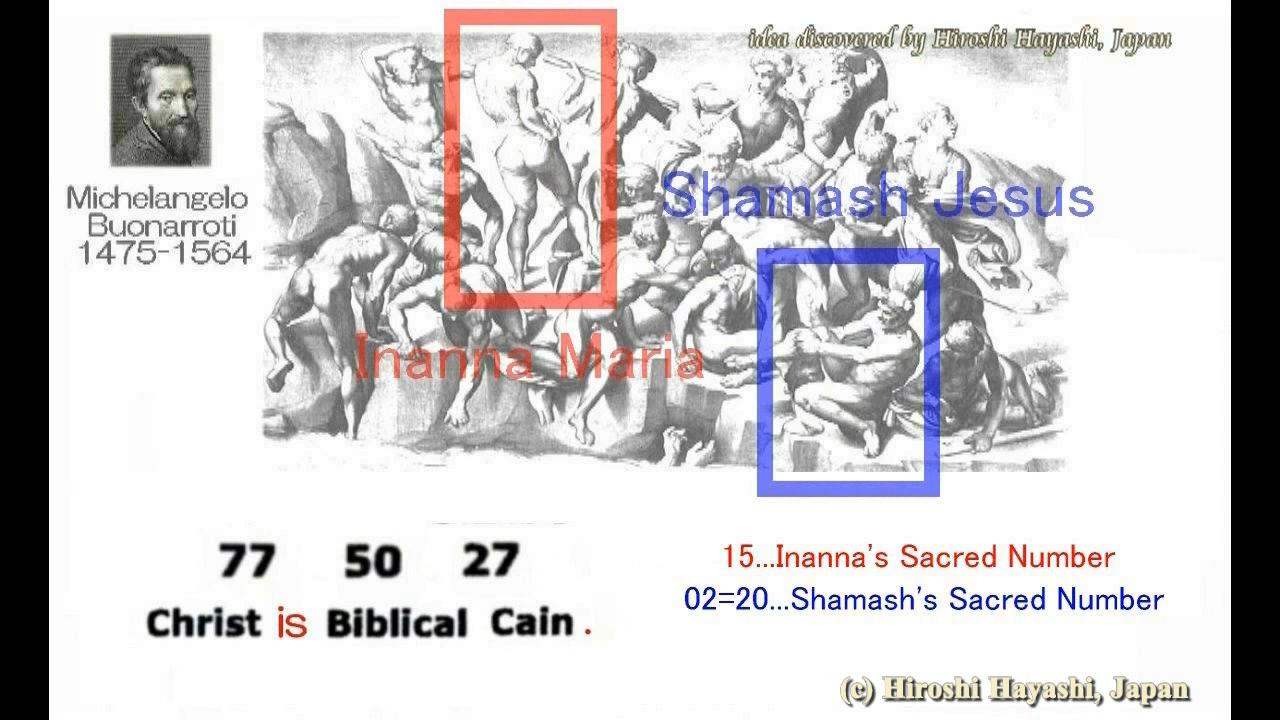 idea discovered by Hiroshi Hayashi, Japan
Michelangelo
Buonarroti
1475-1564
Shamash Jesus
Inanna Maria
77 50 27
Christ is Biblical Cain.
15...Inanna's Sacred Number
02=20...Shamash's Sacred Number
(c) Hiroshi Hayashi, Japan